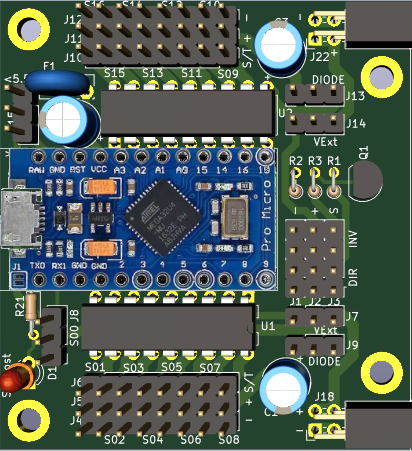 S16 S14 S12 S10
J12 -
J11 +
J10 S/T
S15 S13 S11 S09
J22
- +
<5.
F1
DIODE
J13
J14
VExt
Q1
R2 R3 R1
- + S
RAW GND RST VCC A3 A2 A1 A0 15 14 16 10
Pro Micro
J1
TXO RX1 GND GND 2 3 4 5 6 7 8 9
INV
DIR
J1 J2 J3
J7
VExt
J9
DIODE
R21
S00 J8
D1
U1
S01 S03 S05 S07
J6 S/T
J5 +
J4 -
S02 S04 S06 S08
J18
+
-